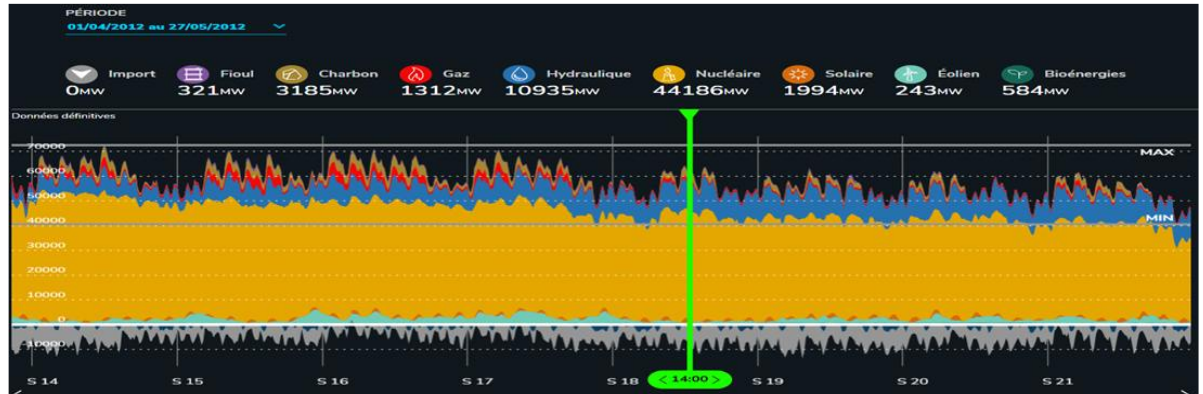 PÉRIODE
01/04/2012 au 27/05/2012
Import Fioul Charbon Gaz Hydraulique Nucléaire Solaire Éolien Bioénergies
0MW 321MW 3185MW 1312MW 10935MW 44186MW 1994MW 243MW 584MW
Données définitives
70000
MAX
60000
50000
40000
MIN
30000
20000
10000
0
-10000
S 14 S 15 S 16 S 17 S 18 < 14:00 > S 19 S 20 S 21